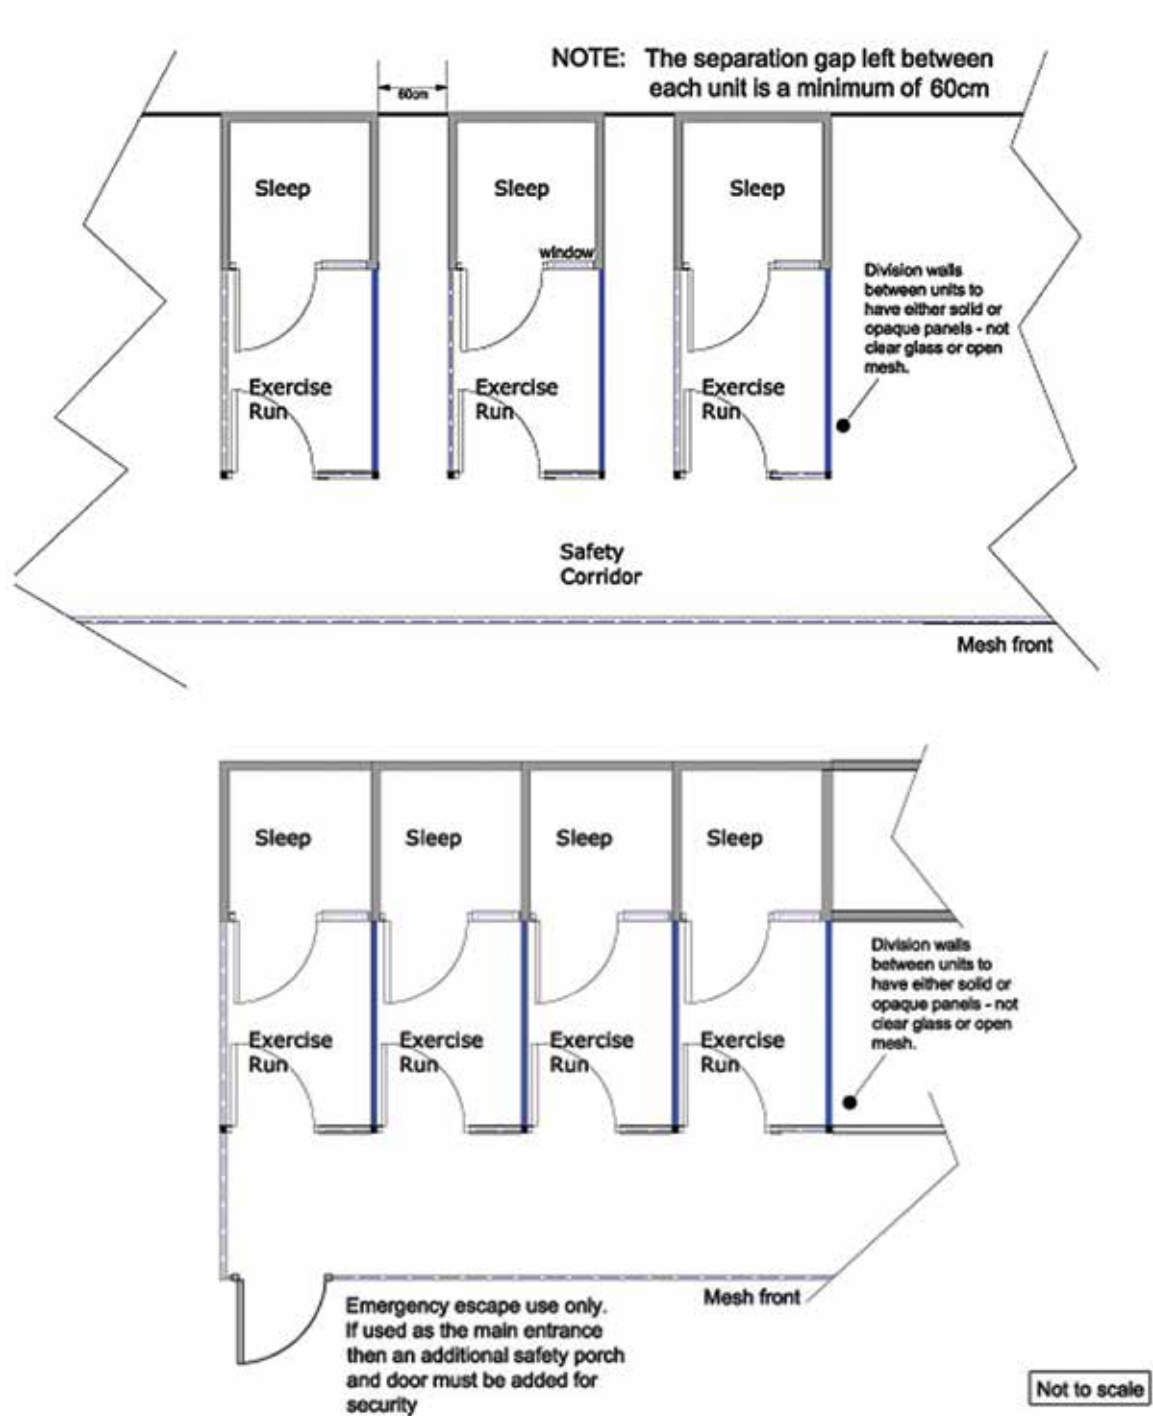 NOTE: The separation gap left between
each unit is a minimum of 60cm
60cm
Sleep
Sleep
Sleep
window
Division walls
between units to
have either solid or
opaque panels - not
clear glass or open
mesh.
Exercise
Run
Exercise
Run
Exercise
Run
Safety
Corridor
Mesh front
Sleep
Sleep
Sleep
Sleep
Division walls
between units to
have either solid or
opaque panels - not
clear glass or open
mesh.
Exercise
Run
Exercise
Run
Exercise
Run
Exercise
Run
Mesh front
Emergency escape use only.
If used as the main entrance
then an additional safety porch
and door must be added for
security
Not to scale